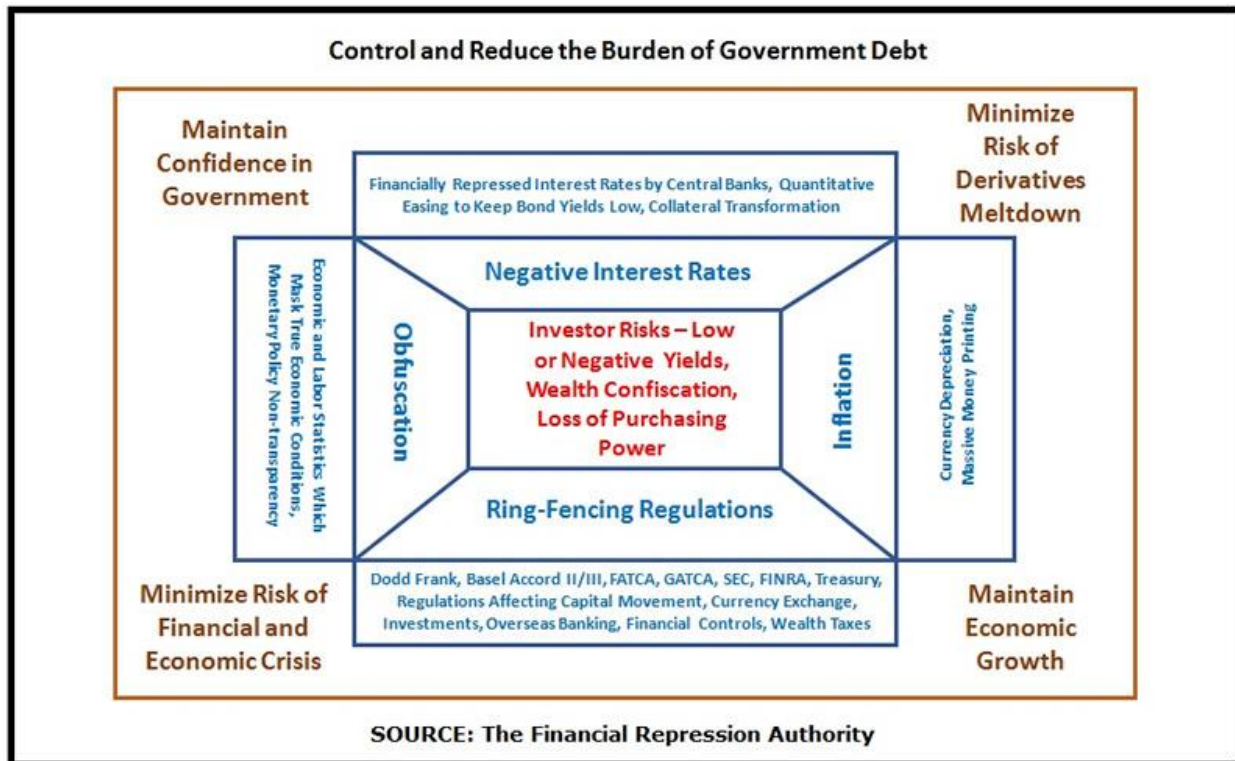 Control and Reduce the Burden of Government Debt
Maintain
Confidence in
Government
Minimize
Risk of
Derivatives
Meltdown
Financially Repressed Interest Rates by Central Banks, Quantitative
Easing to Keep Bond Yields Low, Collateral Transformation
Negative Interest Rates
Economic and Labor Statistics Which
Mask True Economic Conditions,
Monetary Policy Non-transparency
Obfuscation
Investor Risks – Low
or Negative Yields,
Wealth Confiscation,
Loss of Purchasing
Power
Inflation
Currency Depreciation,
Massive Money Printing
Ring-Fencing Regulations
Dodd Frank, Basel Accord II/III, FATCA, GATCA, SEC, FINRA, Treasury,
Regulations Affecting Capital Movement, Currency Exchange,
Investments, Overseas Banking, Financial Controls, Wealth Taxes
Minimize Risk of
Financial and
Economic Crisis
Maintain
Economic
Growth
SOURCE: The Financial Repression Authority